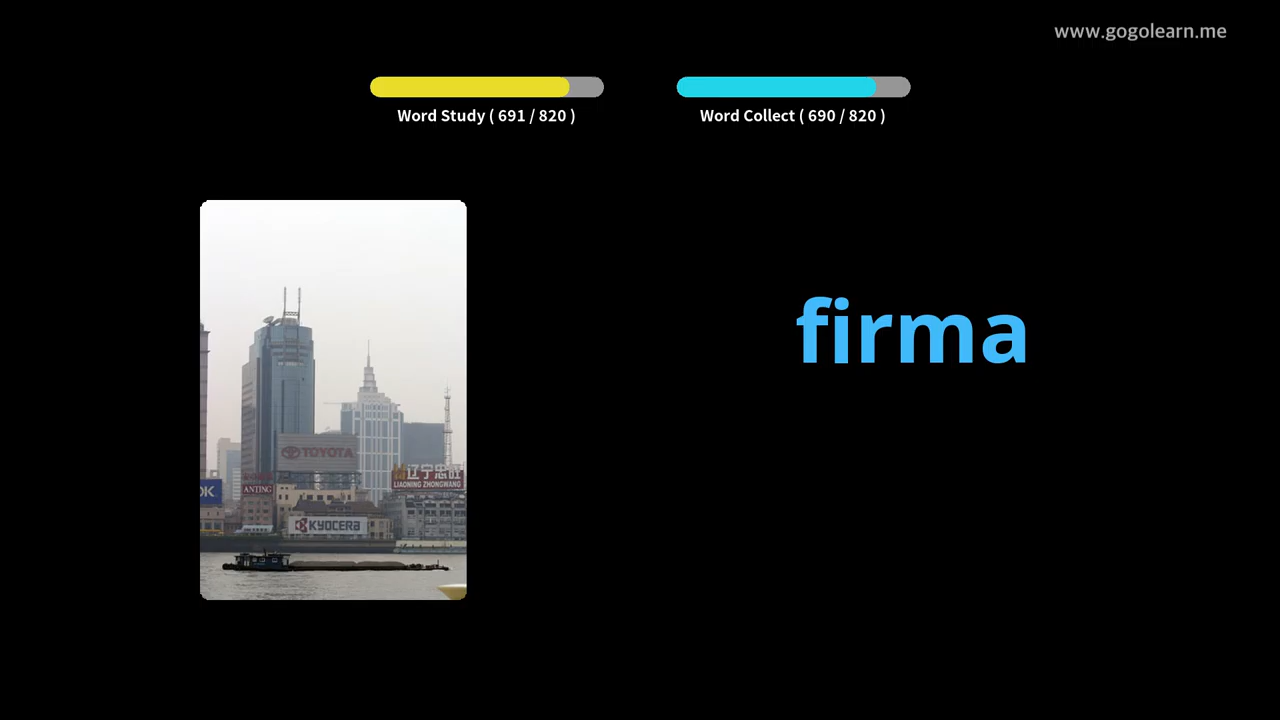 www.gogolearn.me
Word Study ( 691 / 820 )
Word Collect ( 690 / 820 )
firma
TOYOTA
辽宁忠旺
LIAONING ZHONGWANG
OK
ANTING
KYOCERA